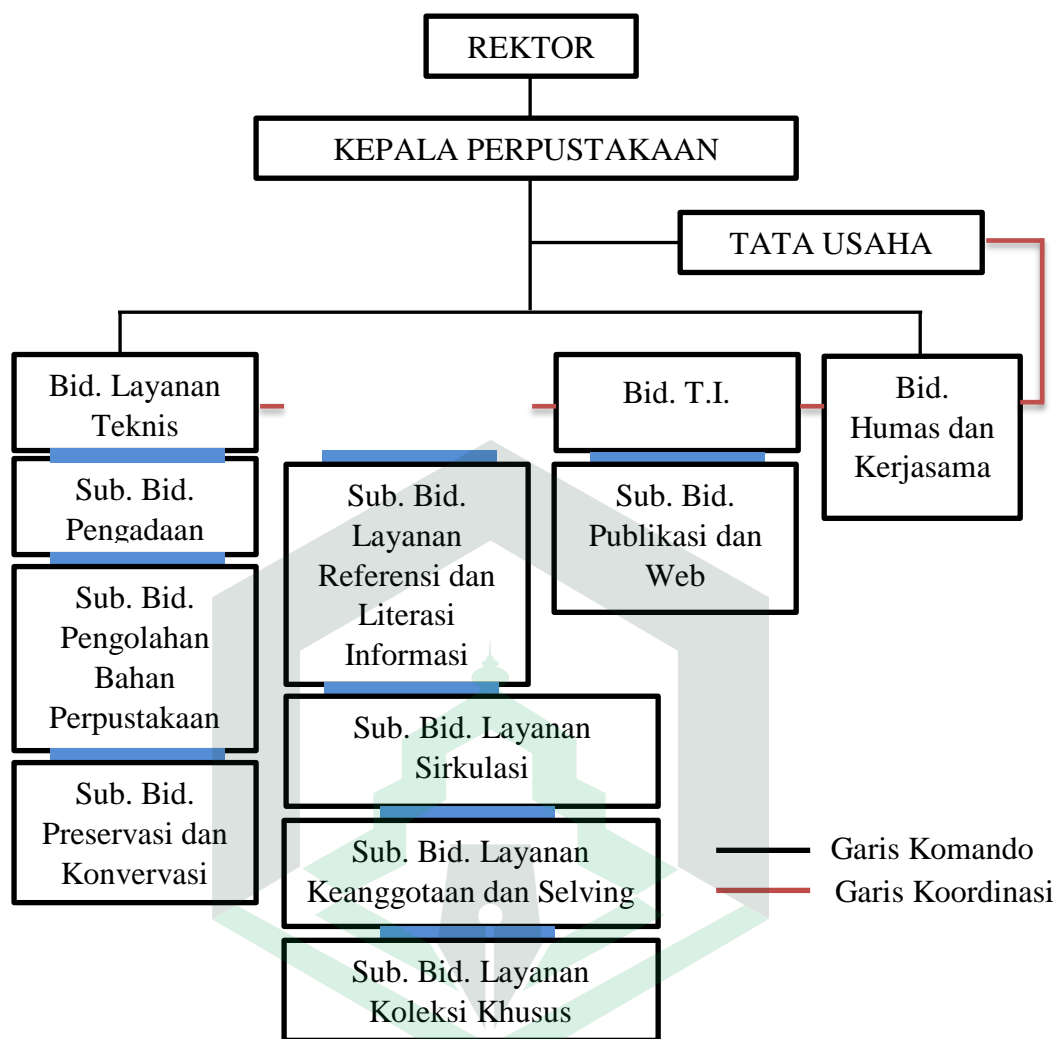 REKTOR
KEPALA PERPUSTAKAAN
TATA USAHA
Bid. Layanan
Teknis
Sub. Bid.
Pengadaan
Sub. Bid.
Pengolahan
Bahan
Perpustakaan
Sub. Bid.
Preservasi dan
Konvervasi
Sub. Bid.
Layanan
Referensi dan
Literasi
Informasi
Sub. Bid. Layanan
Sirkulasi
Sub. Bid. Layanan
Keanggotaan dan Selving
Sub. Bid. Layanan
Koleksi Khusus
Bid. T.I.
Sub. Bid.
Publikasi dan
Web
Bid.
Humas dan
Kerjasama
Garis Komando
Garis Koordinasi